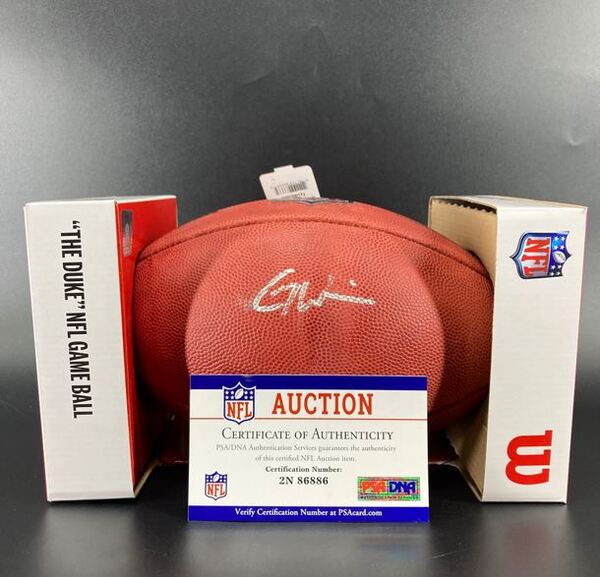 "THE DUKE" NFL GAME BALL
NFL
W
NFL AUCTION
CERTIFICATE OF AUTHENTICITY
PSA/DNA Authentication Services guarantees the authenticity
of this certified NFL Auction item.
Certification Number:
2N 86886
NFL
PSA DNA
Verify Certification Number at PSAcard.com